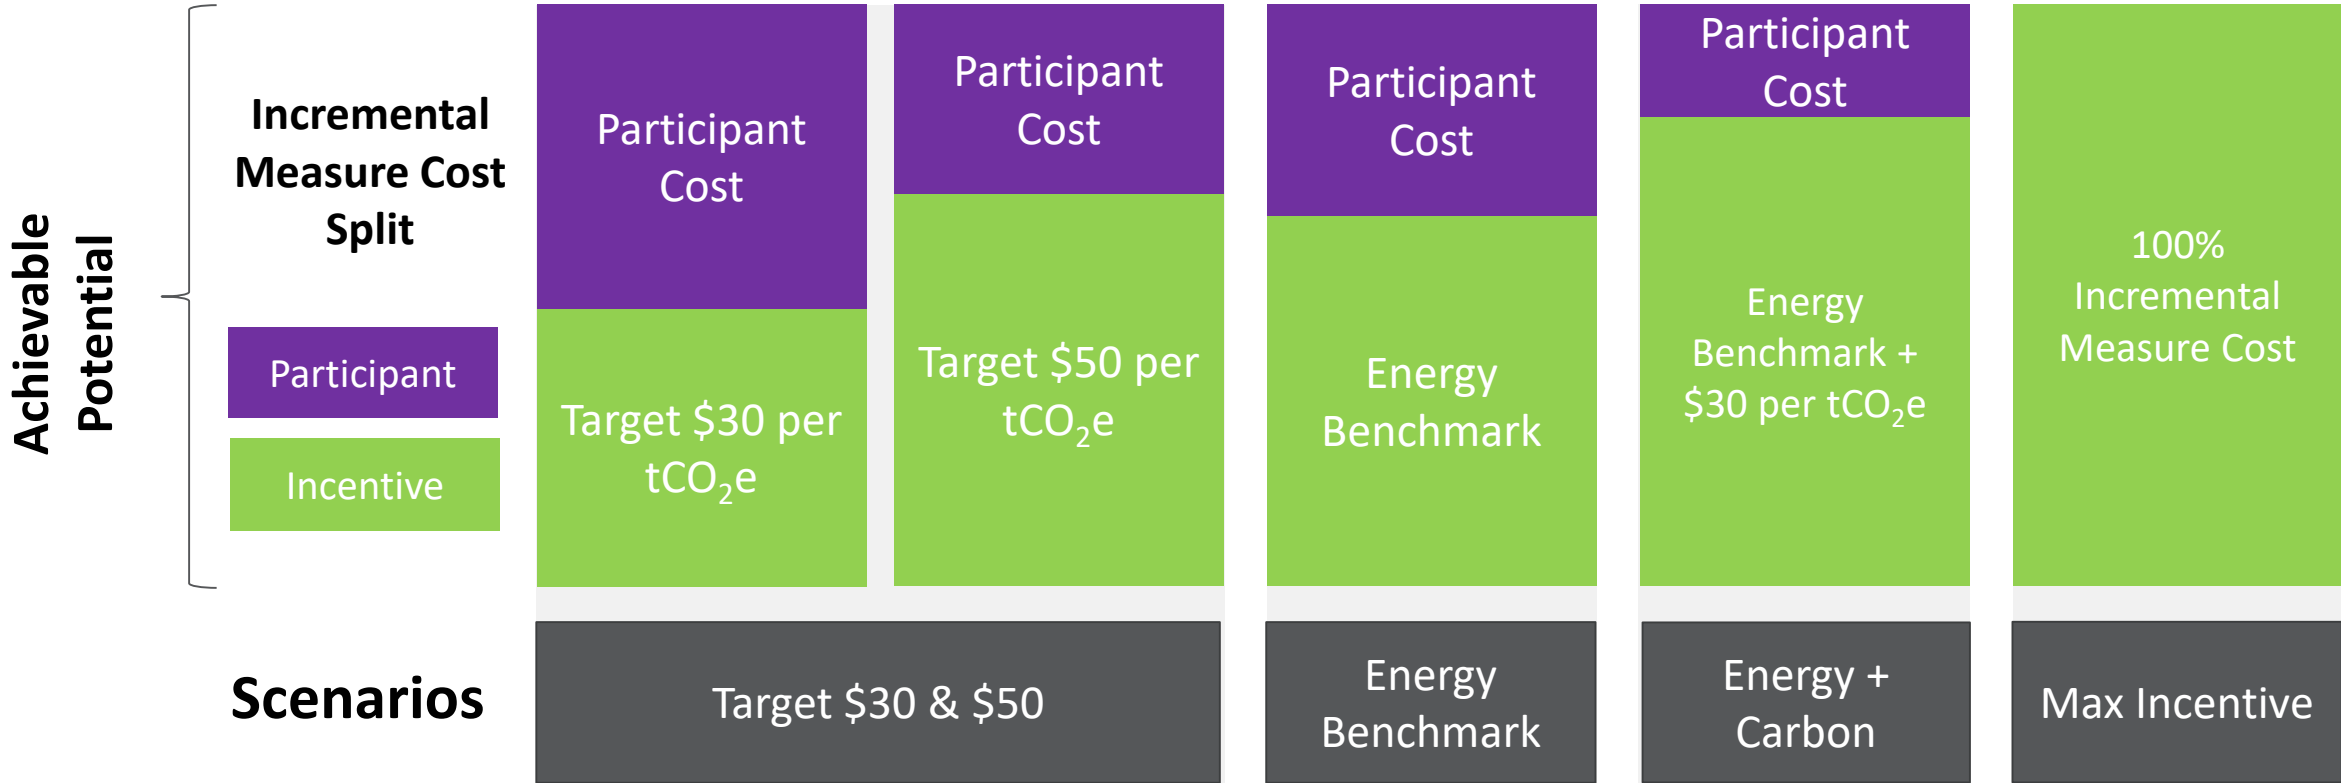 Achievable
Potential
Incremental
Measure Cost
Split
Participant
Incentive
Participant
Cost
Target $30 per
tCO₂e
Participant
Cost
Target $50 per
tCO₂e
Participant
Cost
Energy
Benchmark
Participant
Cost
Energy
Benchmark +
$30 per tCO₂e
100%
Incremental
Measure Cost
Scenarios
Target $30 & $50
Energy
Benchmark
Energy +
Carbon
Max Incentive